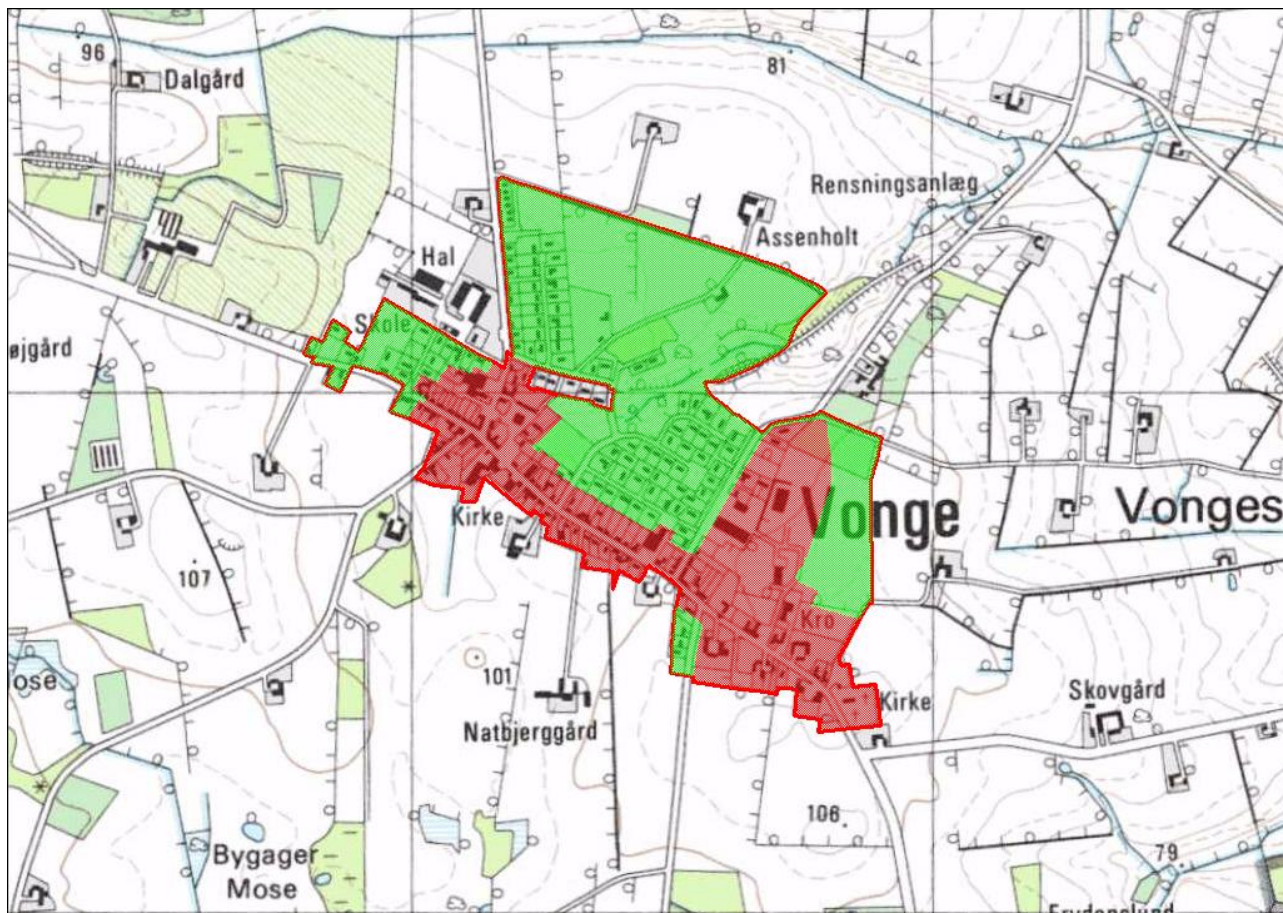 96
Dalgård
81
Rensningsanlæg
Assenholt
Hal
Skole
øjgård
Vonge
Vonges
Kirke
107
Kro
ose
101
Natbjerggård
Kirke
Skovgård
106
79
Bygager
Mose